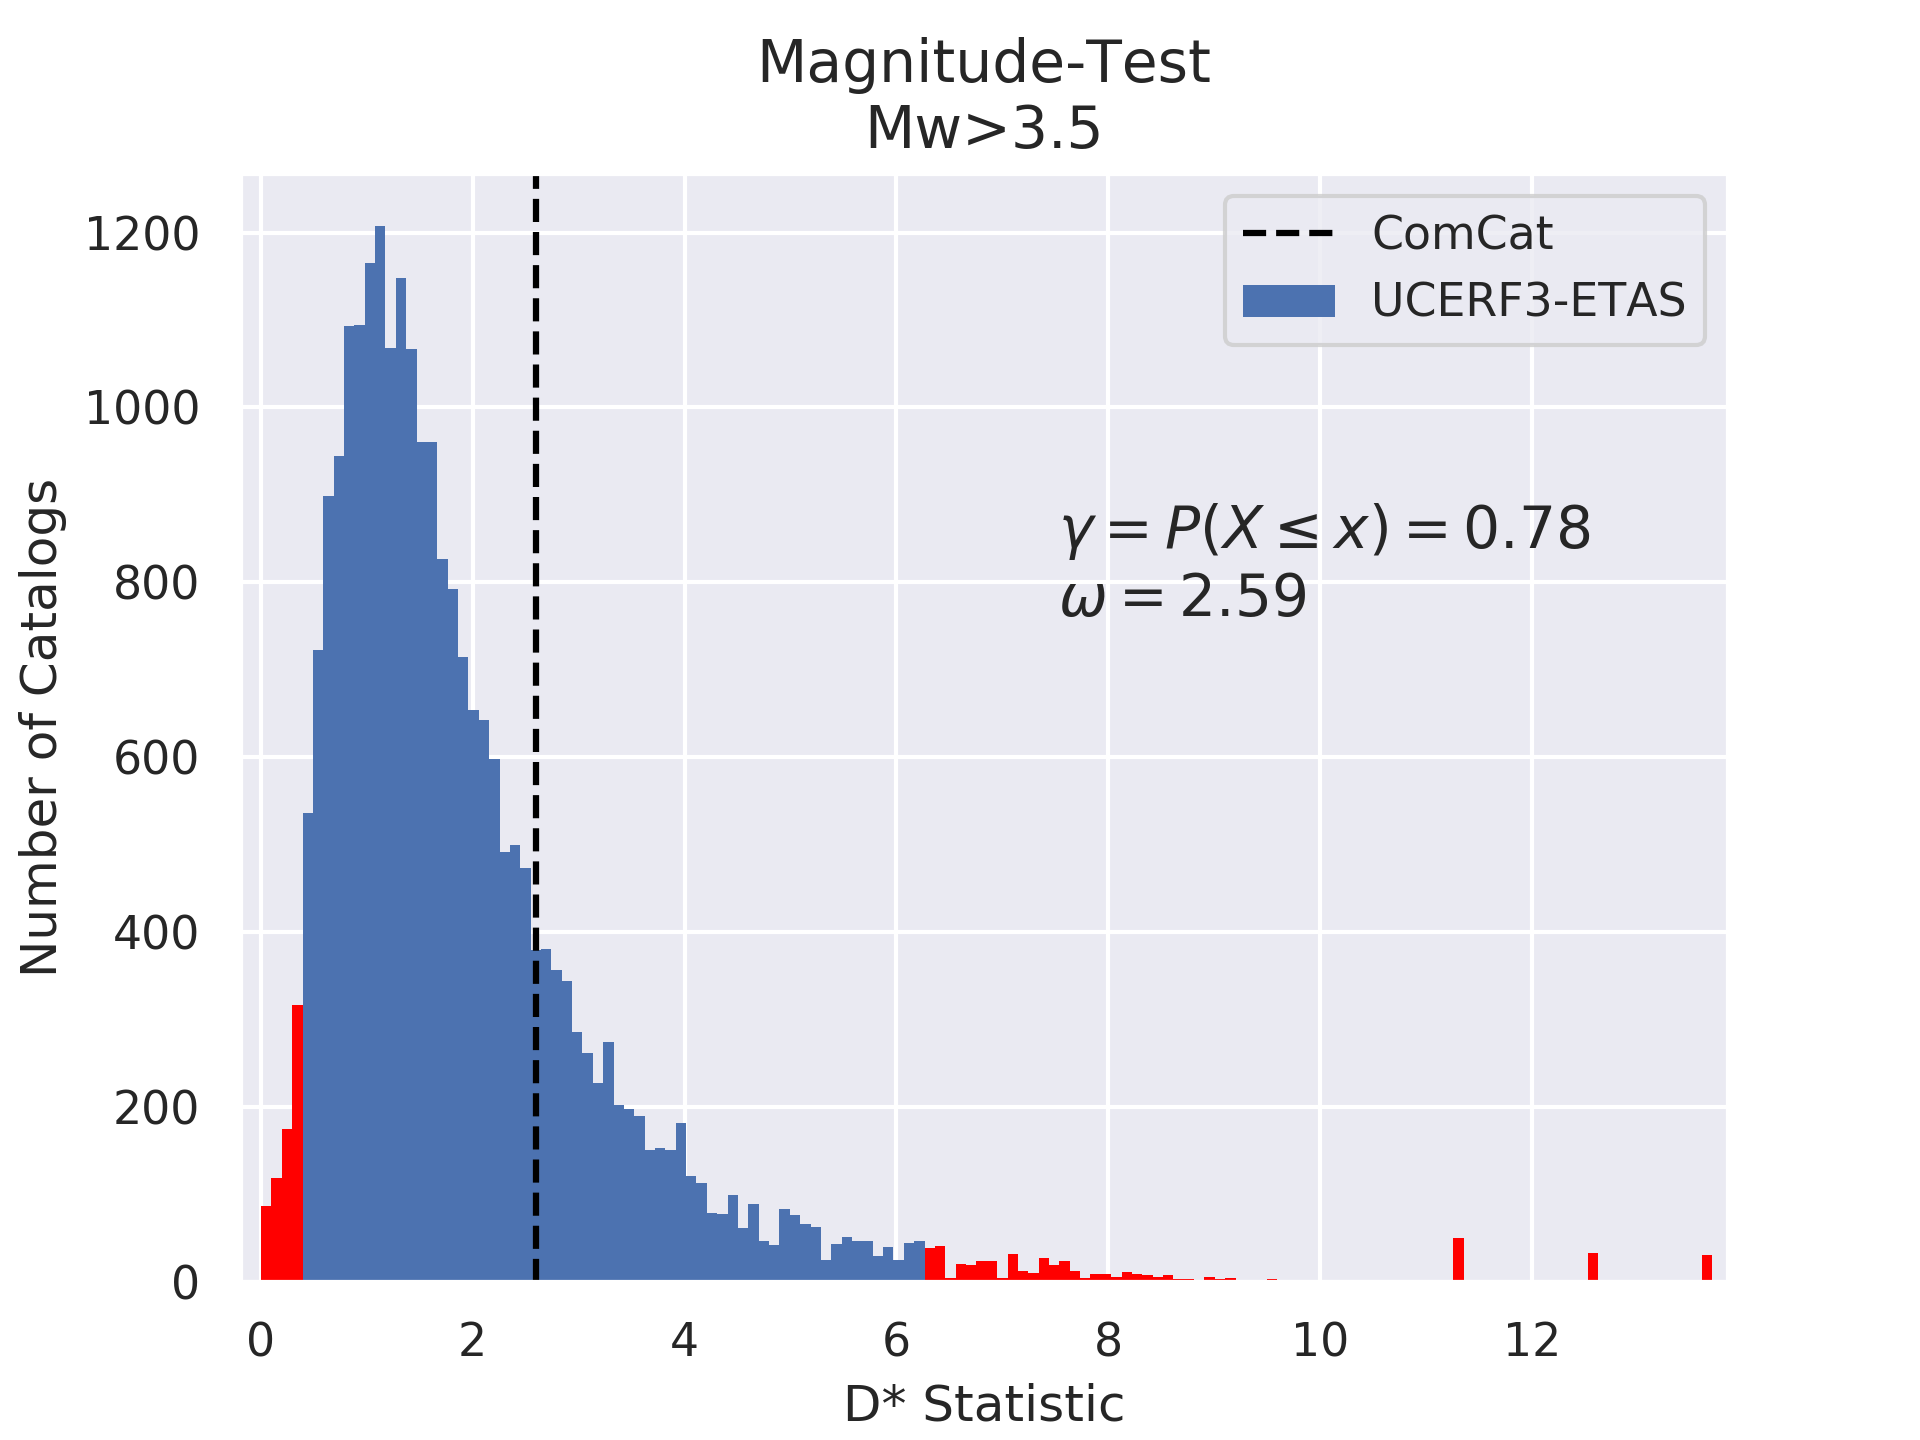 Magnitude-Test
Mw>3.5
ComCat
UCERF3-ETAS
γ = P(X ≤ x) = 0.78
ω = 2.59
Number of Catalogs
1200
1000
800
600
400
200
0
0 2 4 6 8 10 12
D* Statistic